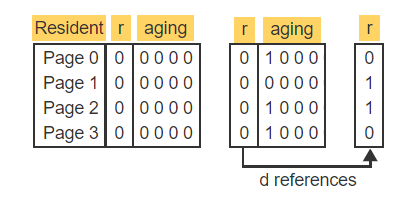 Resident r aging r aging r
Page 0 0 0 0 0 0 0 1 0 0 0 0
Page 1 0 0 0 0 0 0 0 0 0 0 1
Page 2 0 0 0 0 0 0 1 0 0 0 1
Page 3 0 0 0 0 0 0 1 0 0 0 0
d references